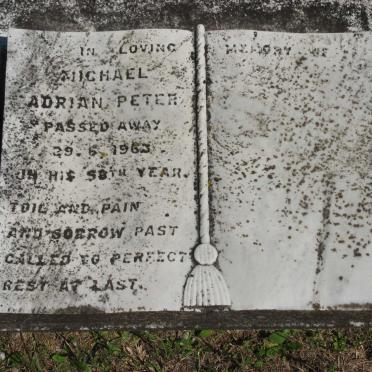 IN LOVING MEMORY OF
MICHAEL
ADRIAN PETER
PASSED AWAY
29. 6. 1963
IN HIS 58TH YEAR.
TOIL AND PAIN
AND SORROW PAST
CALLED TO PERFECT
REST AT LAST.